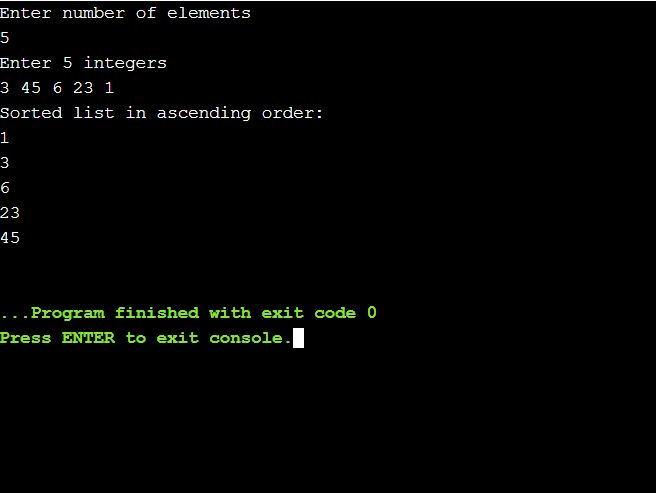 Enter number of elements
5
Enter 5 integers
3 45 6 23 1
Sorted list in ascending order:
1
3
6
23
45
...Program finished with exit code 0
Press ENTER to exit console.